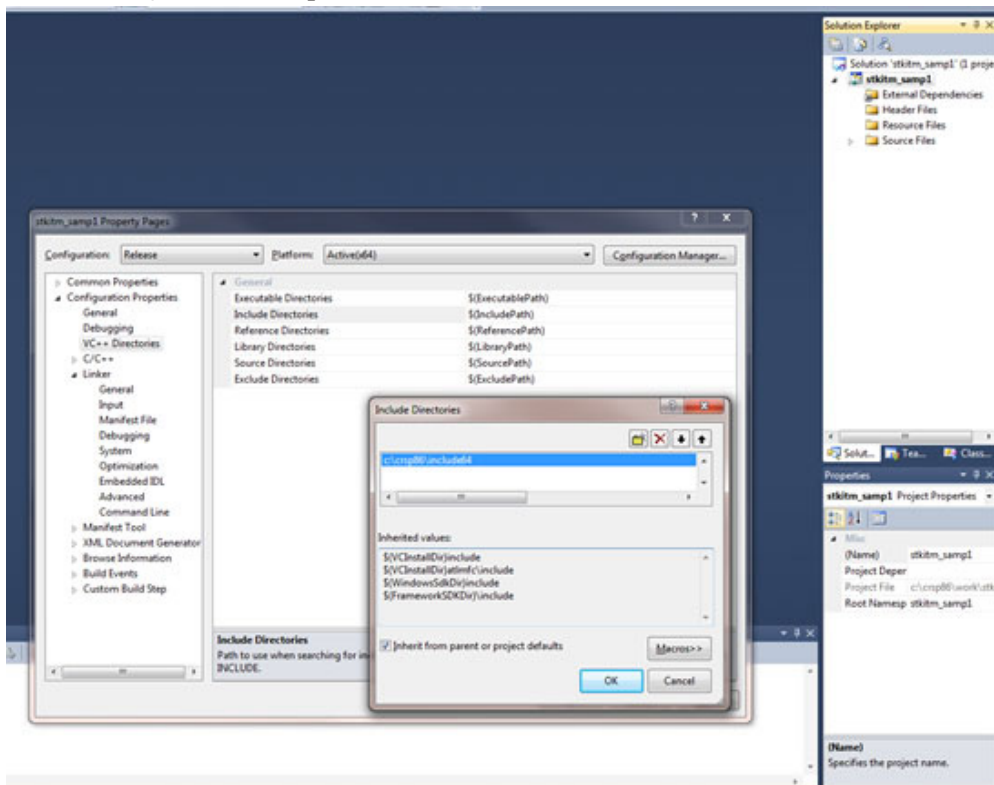 Solution Explorer
Solution 'stkitm_samp1' (1 proje
stkitm_samp1
External Dependencies
Header Files
Resource Files
Source Files
stkitm_samp1 Property Pages
Configuration: Release
Platform: Active(x64)
Configuration Manager...
Common Properties
Configuration Properties
General
Debugging
VC++ Directories
C/C++
Linker
General
Input
Manifest File
Debugging
System
Optimization
Embedded IDL
Advanced
Command Line
Manifest Tool
XML Document Generator
Browse Information
Build Events
Custom Build Step
General
Executable Directories $(ExecutablePath)
Include Directories $(IncludePath)
Reference Directories $(ReferencePath)
Library Directories $(LibraryPath)
Source Directories $(SourcePath)
Exclude Directories $(ExcludePath)
Include Directories
Path to use when searching for in
INCLUDE.
Include Directories
c:\cnsp86\include64
Inherited values:
$(VCInstallDir)include
$(VCInstallDir)atlmfc\include
$(WindowsSdkDir)include
$(FrameworkSDKDir)\include
Inherit from parent or project defaults
Macros>>
OK
Cancel
Solut...
Tea...
Class...
Properties
stkitm_samp1 Project Properties
Misc
(Name) stkitm_samp1
Project Deper
Project File c:\cnsp86\work\stk
Root Namesp stkitm_samp1
(Name)
Specifies the project name.